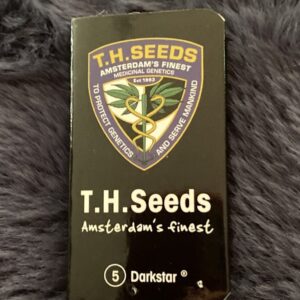 T.H.SEEDS
AMSTERDAM'S FINEST
MEDICINAL GENETICS
Est 1993
TO PROTECT GENETICS
AND SERVE MANKIND
T.H.Seeds
Amsterdam's finest
5 Darkstar ®